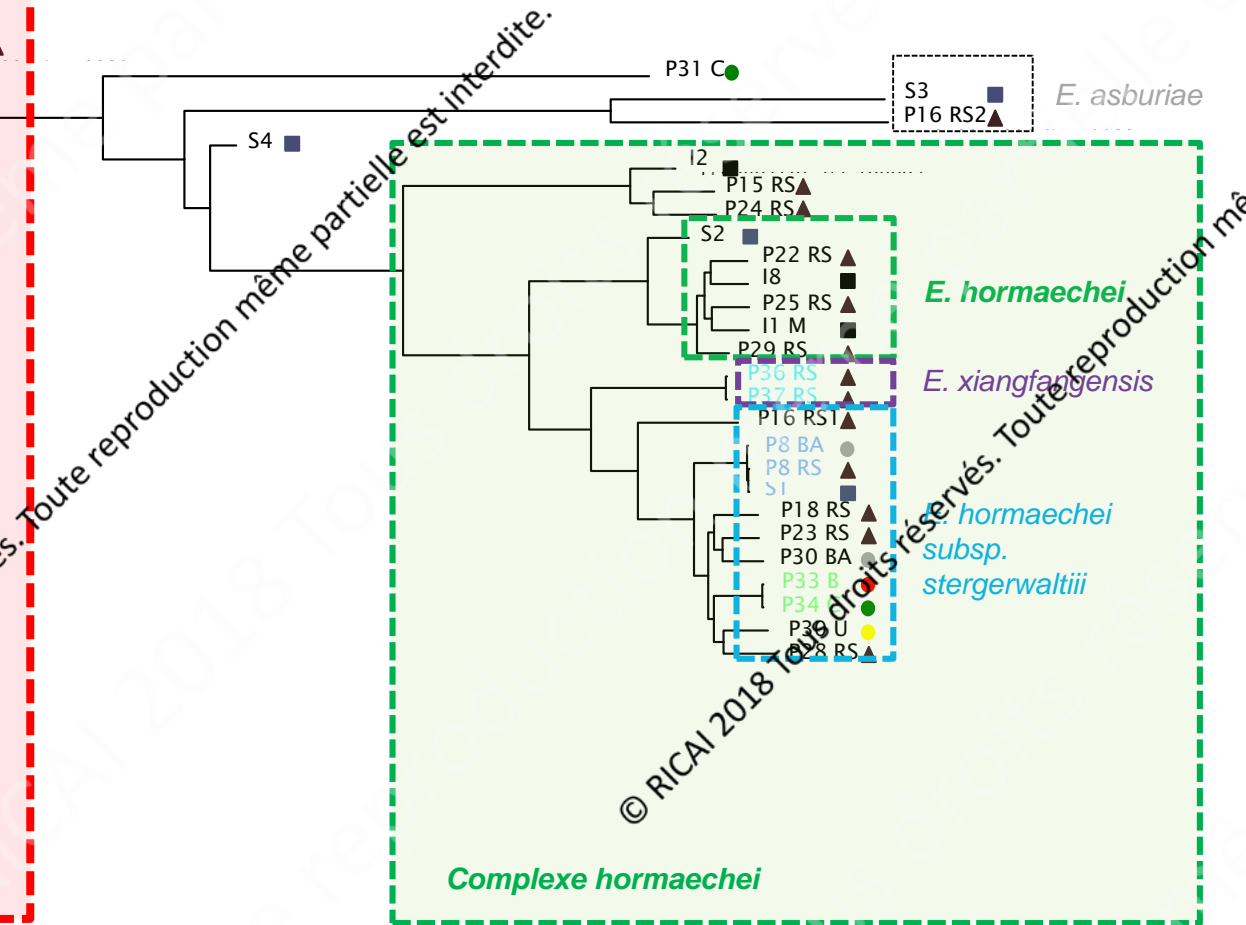 P31 C
S3
P16 RS2
E. asburiae
S4
I2
P15 RS
P24 RS
S2
P22 RS
I8
P25 RS
I1 M
P29 RS
E. hormaechei
P36 RS
P37 RS
E. xiangfangensis
P16 RS1
P8 BA
P8 RS
S1
P18 RS
P23 RS
P30 BA
P33 B
P34
P39 U
P28 RS
E. hormaechei
subsp.
stergerwaltiii
Complexe hormaechei
Toute reproduction même partielle est interdite.
© RICAI 2018 Tous droits réservés. Toute reproduction